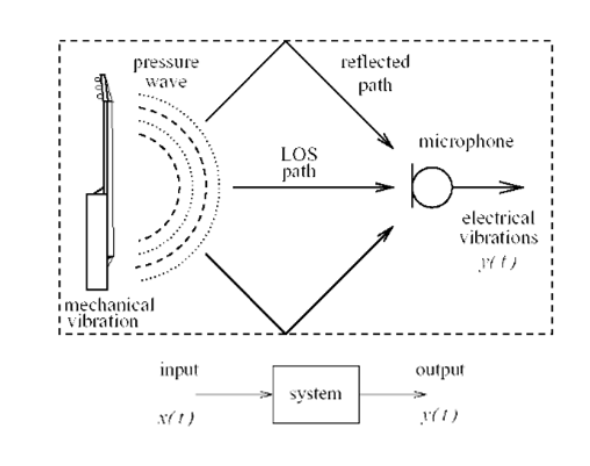 pressure
wave
reflected
path
LOS
path
microphone
electrical
vibrations
y(t)
mechanical
vibration
input
system
output
x(t)
y(t)